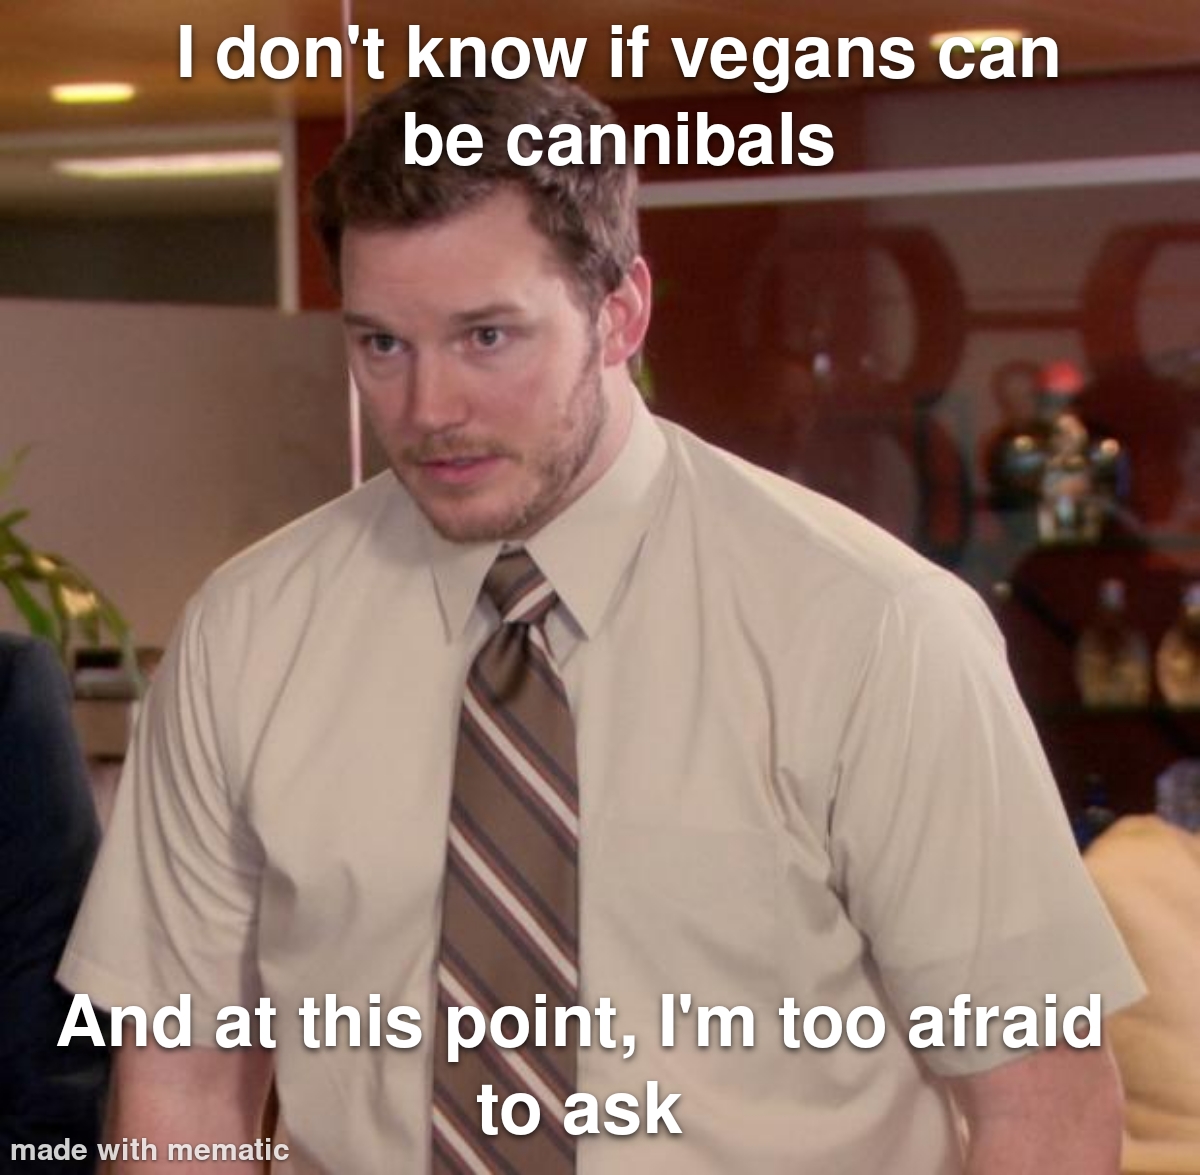 I don't know if vegans can
be cannibals
And at this point, I'm too afraid
to ask
made with mematic